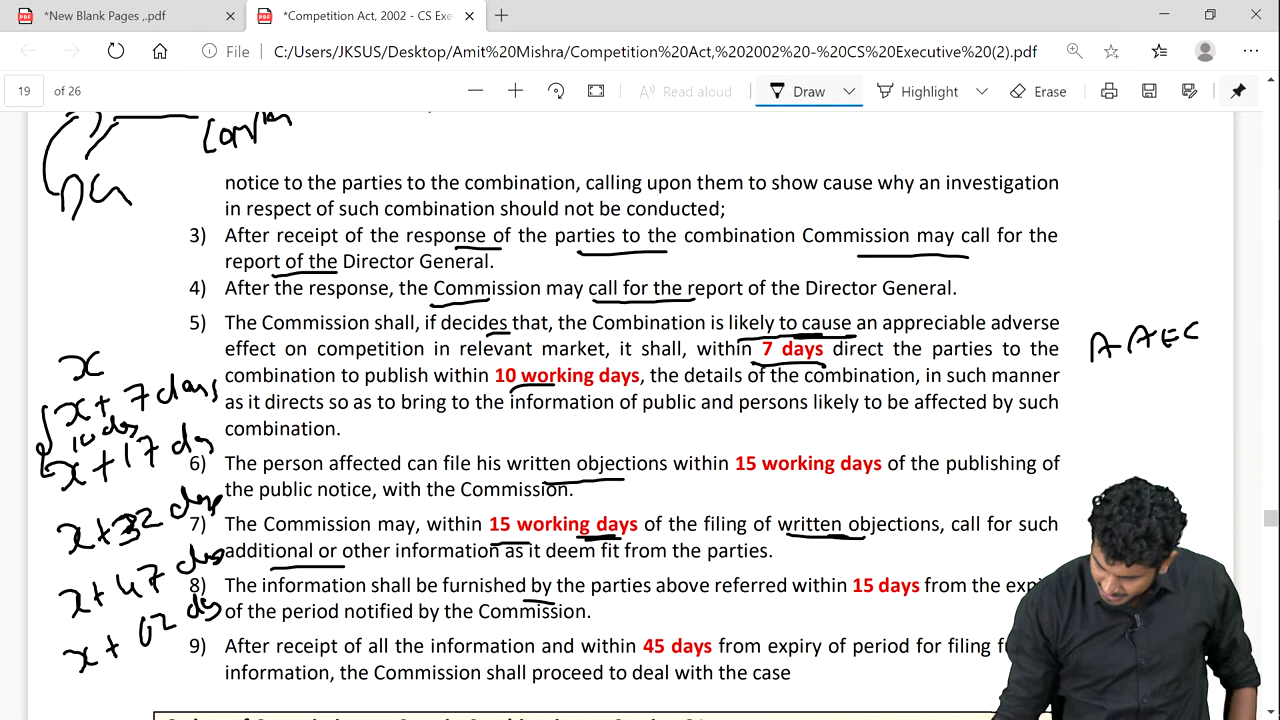 *New Blank Pages ,.pdf
*Competition Act, 2002 - CS Exe
File
C:/Users/JKSUS/Desktop/Amit%20Mishra/Competition%20Act,%202002%20-%20CS%20Executive%20(2).pdf
19 of 26
Read aloud
Draw
Highlight
Erase
DG
notice to the parties to the combination, calling upon them to show cause why an investigation
in respect of such combination should not be conducted;
3) After receipt of the response of the parties to the combination Commission may call for the
report of the Director General.
4) After the response, the Commission may call for the report of the Director General.
5) The Commission shall, if decides that, the Combination is likely to cause an appreciable adverse
effect on competition in relevant market, it shall, within 7 days direct the parties to the
combination to publish within 10 working days, the details of the combination, in such manner
as it directs so as to bring to the information of public and persons likely to be affected by such
combination.
AAEC
x
x + 7 days
10 dys
x + 17 dys
x + 32 dys
x + 47 dys
x + 62 dys
6) The person affected can file his written objections within 15 working days of the publishing of
the public notice, with the Commission.
7) The Commission may, within 15 working days of the filing of written objections, call for such
additional or other information as it deem fit from the parties.
8) The information shall be furnished by the parties above referred within 15 days from the
of the period notified by the Commission.
9) After receipt of all the information and within 45 days from expiry of period for filing
information, the Commission shall proceed to deal with the case